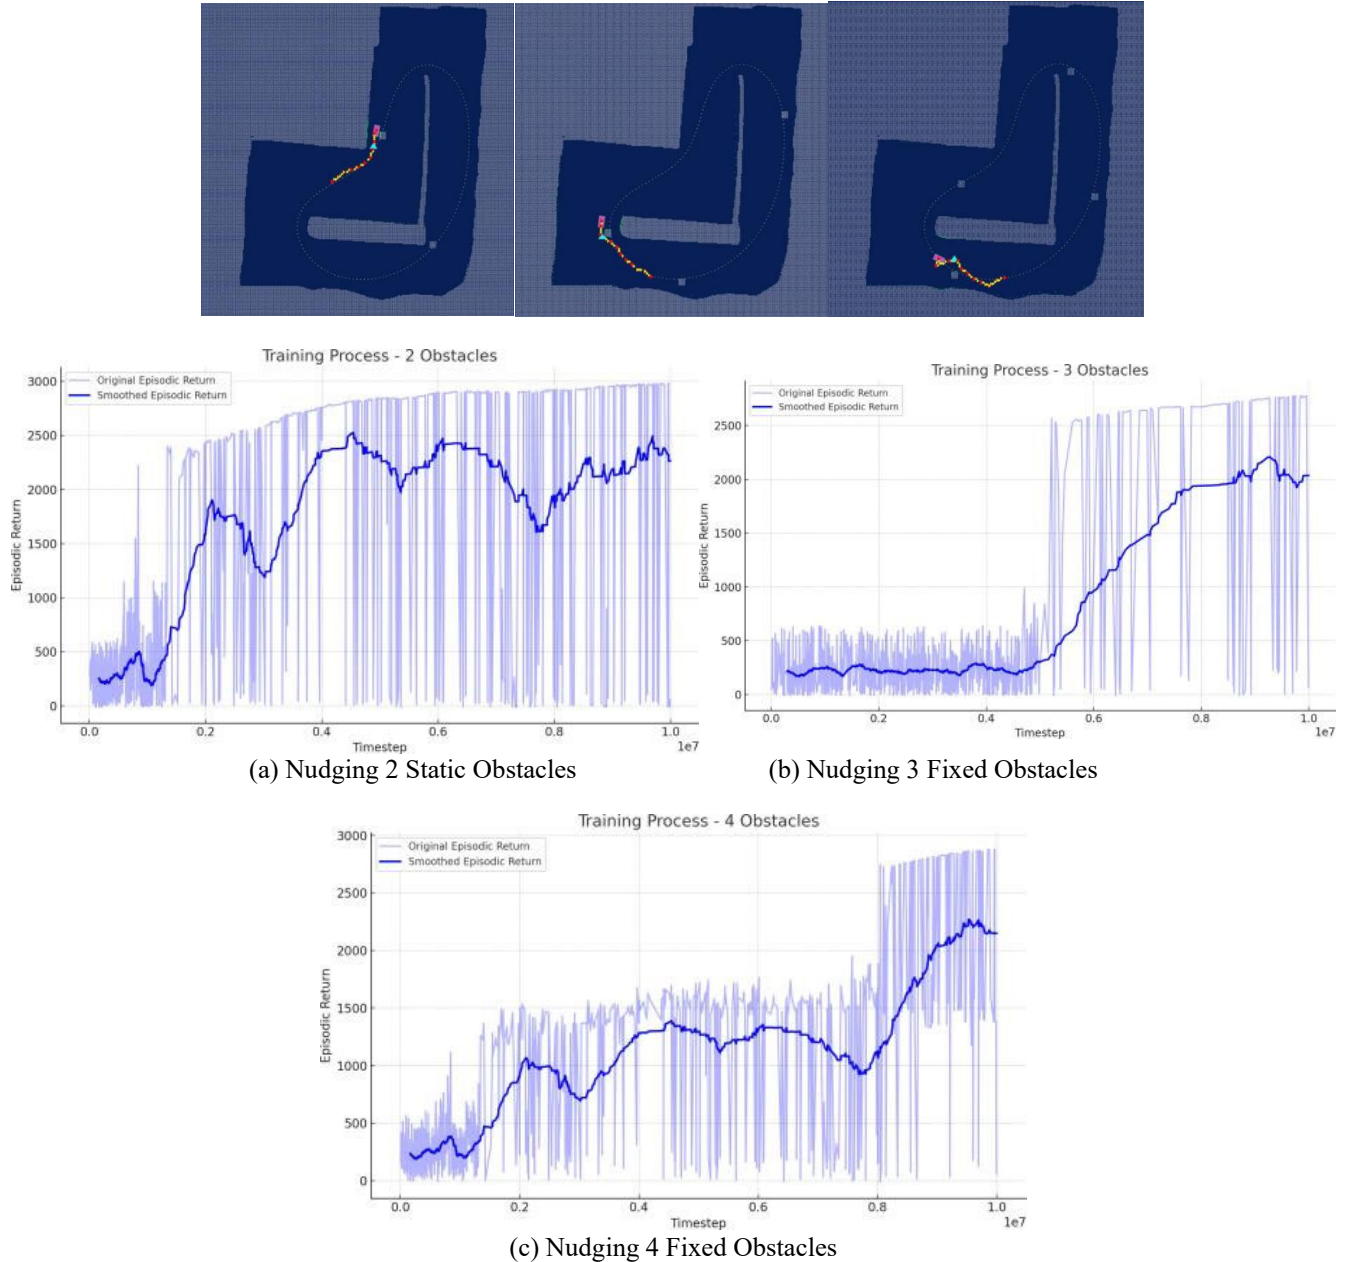 Training Process - 2 Obstacles
Original Episodic Return
Smoothed Episodic Return
3000
2500
2000
1500
1000
500
0
Episodic Return
0.0 0.2 0.4 0.6 0.8 1.0
1e7
Timestep
(a) Nudging 2 Static Obstacles
Training Process - 3 Obstacles
Original Episodic Return
Smoothed Episodic Return
2500
2000
1500
1000
500
0
Episodic Return
0.0 0.2 0.4 0.6 0.8 1.0
1e7
Timestep
(b) Nudging 3 Fixed Obstacles
Training Process - 4 Obstacles
Original Episodic Return
Smoothed Episodic Return
3000
2500
2000
1500
1000
500
0
Episodic Return
0.0 0.2 0.4 0.6 0.8 1.0
1e7
Timestep
(c) Nudging 4 Fixed Obstacles